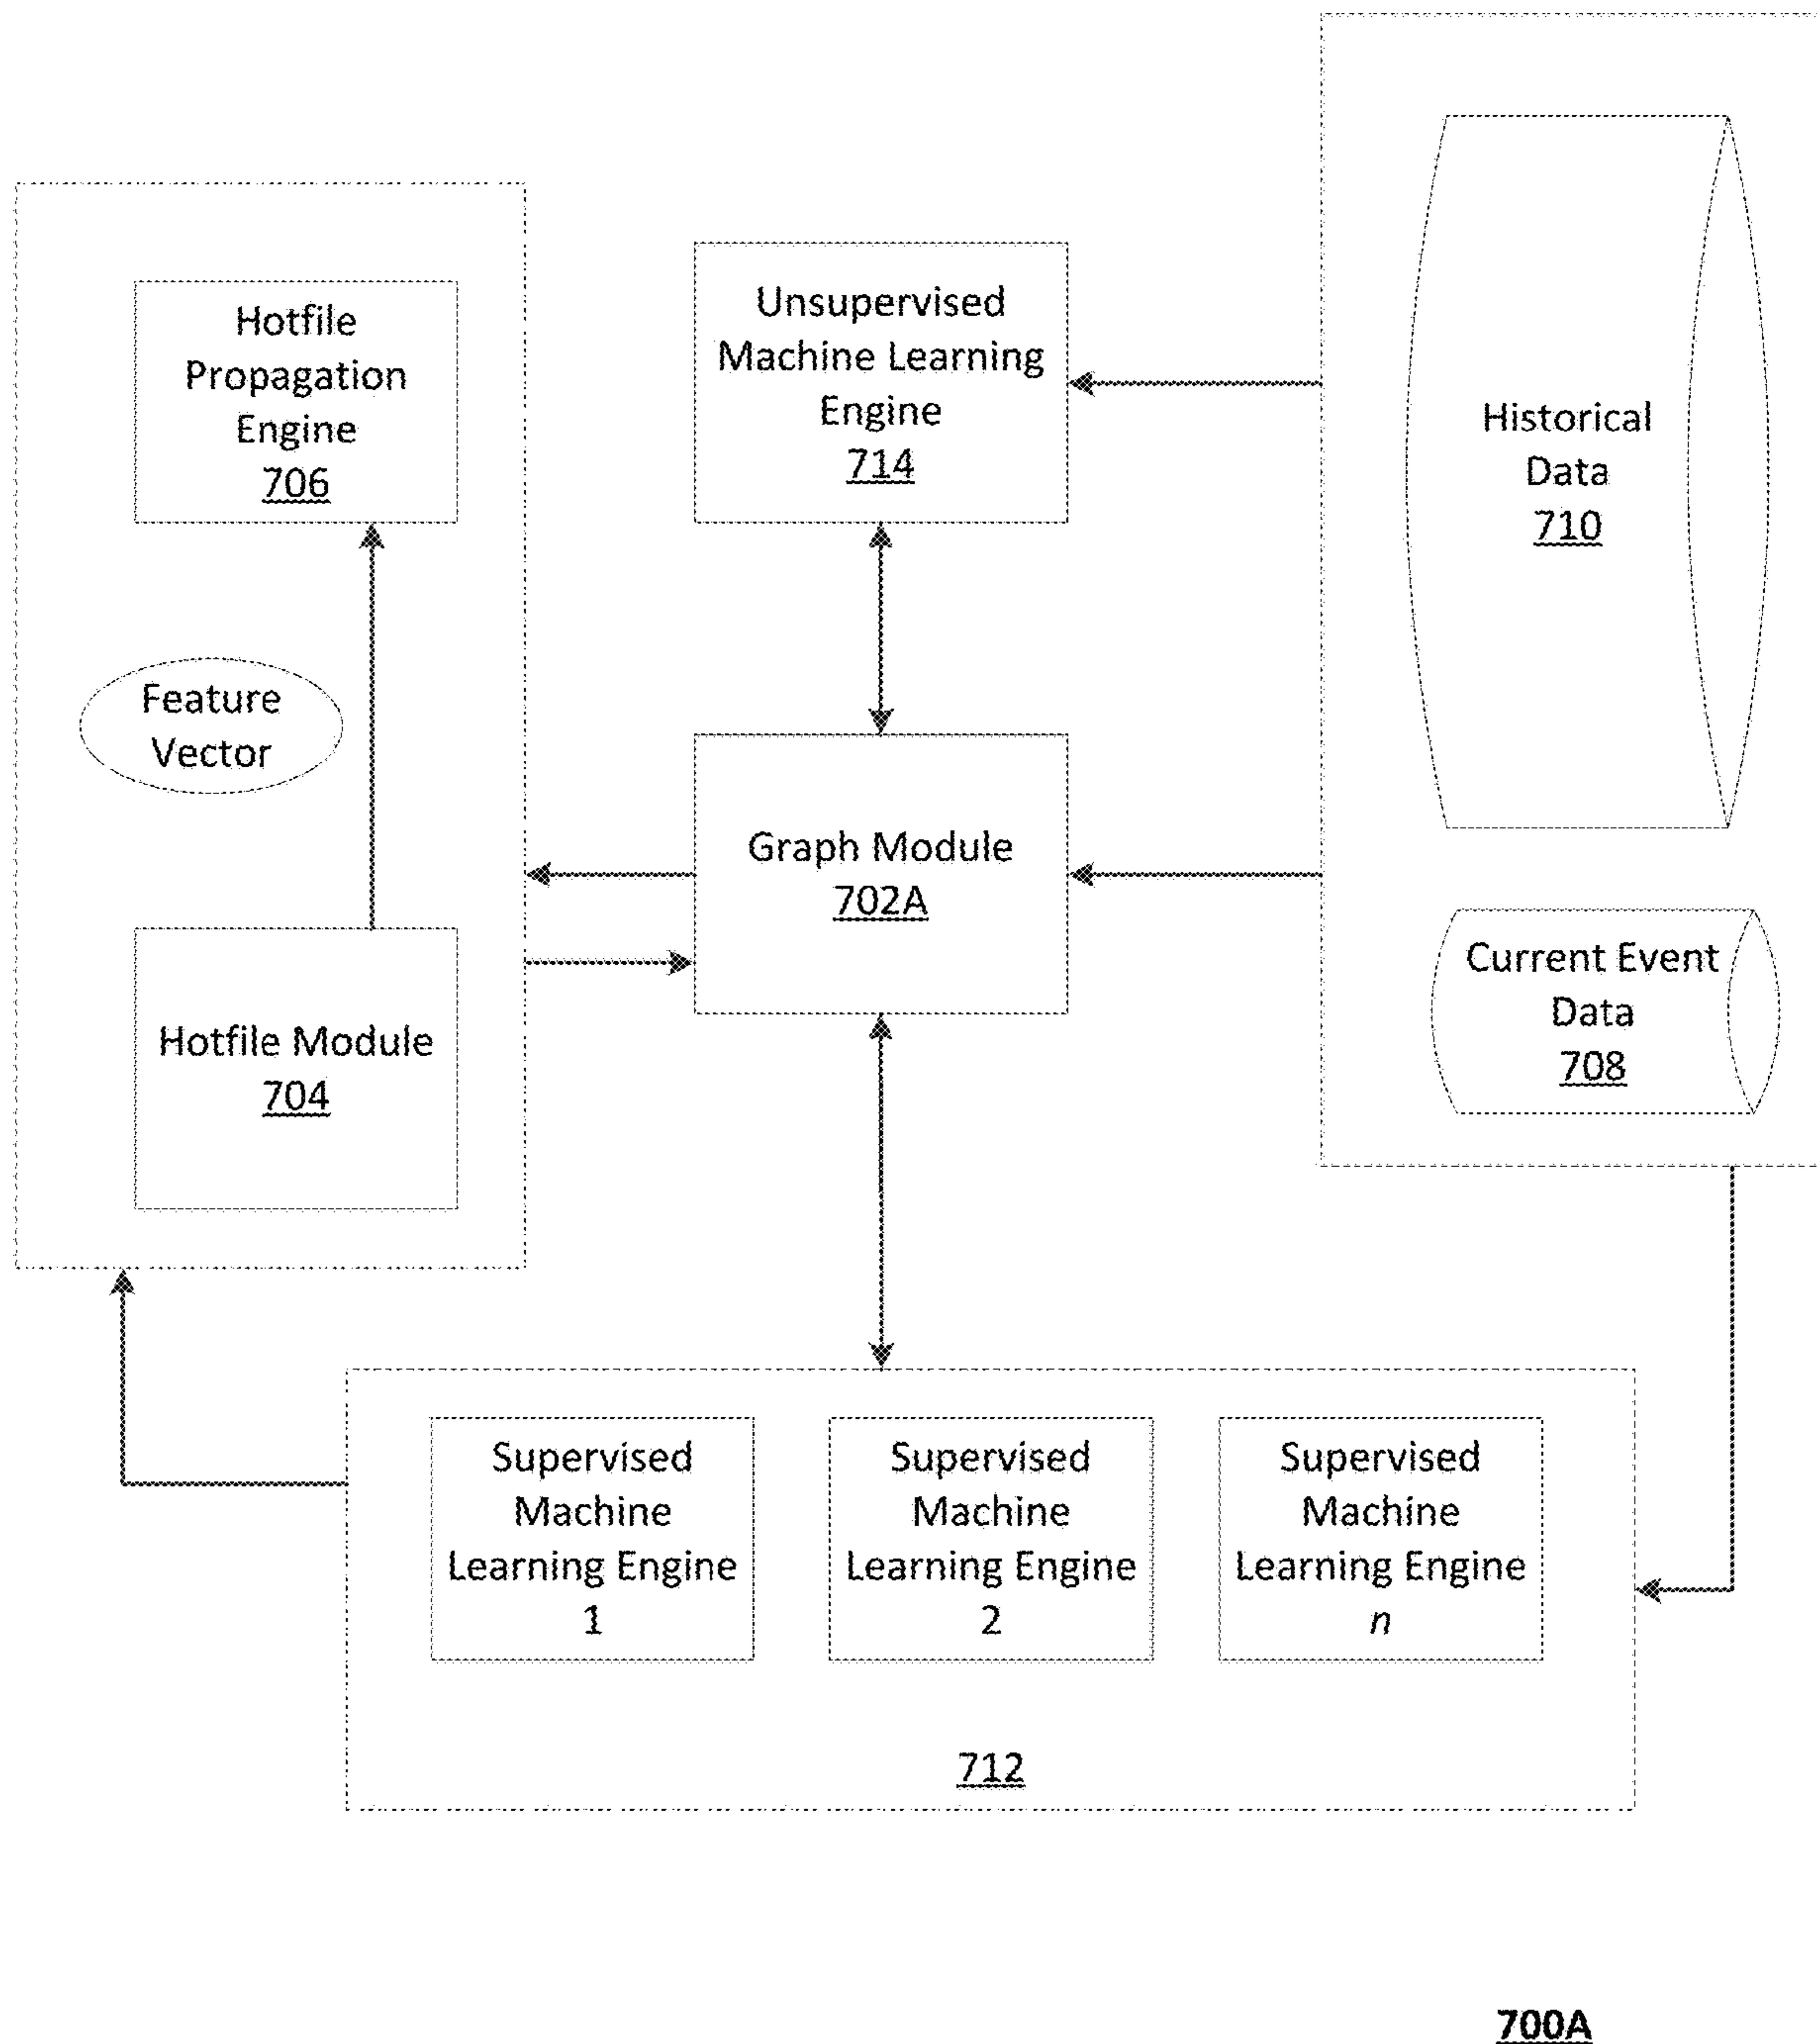 Hotfile
Propagation
Engine
706
Feature
Vector
Hotfile Module
704
Unsupervised
Machine Learning
Engine
714
Graph Module
702A
Historical
Data
710
Current Event
Data
708
Supervised
Machine
Learning Engine
1
Supervised
Machine
Learning Engine
2
Supervised
Machine
Learning Engine
n
712
700A